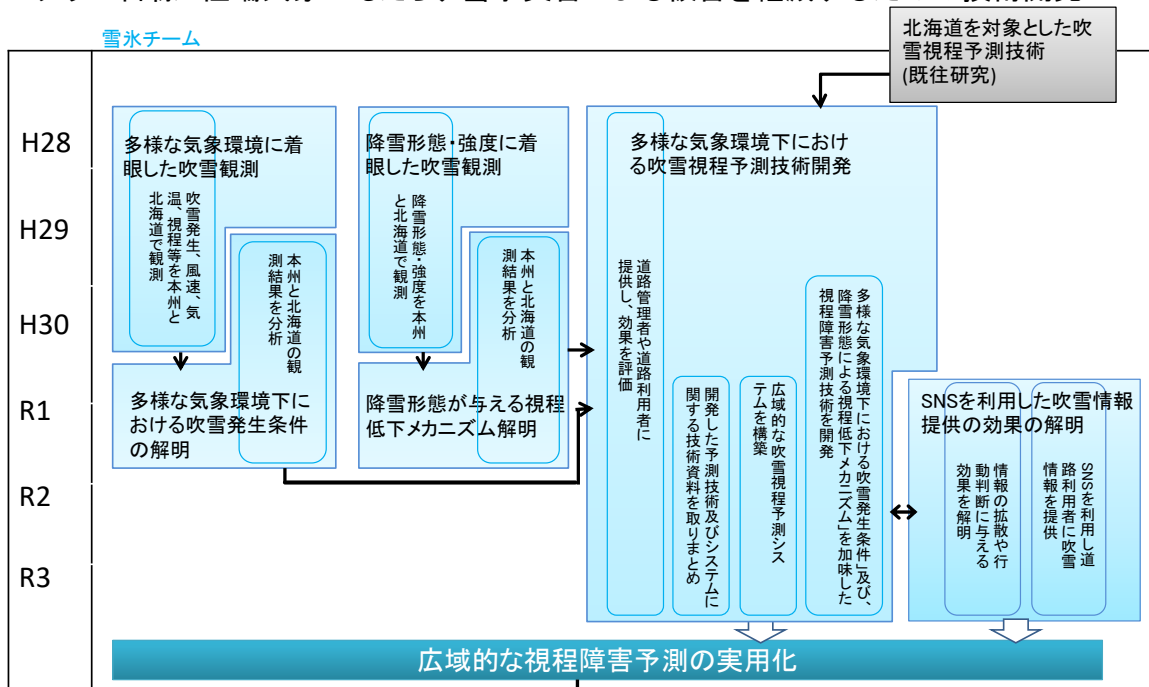 雪氷チーム
北海道を対象とした吹
雪視程予測技術
(既往研究)
H28
H29
H30
R1
R2
R3
多様な気象環境に着
眼した吹雪観測
吹雪発生、風速、気
温、視程等を本州と
北海道で観測
本州と北海道の観
測結果を分析
多様な気象環境下に
おける吹雪発生条件
の解明
降雪形態・強度に着
眼した吹雪観測
降雪形態・強度を本州
と北海道で観測
本州と北海道の観
測結果を分析
降雪形態が与える視程
低下メカニズム解明
多様な気象環境下におけ
る吹雪視程予測技術開発
道路管理者や道路利用者に
提供し、効果を評価
開発した予測技術及びシステムに
関する技術資料を取りまとめ
広域的な吹雪視程予測シス
テムを構築
多様な気象環境下における吹雪発生条件」及び、
降雪形態による視程低下メカニズム」を加味した
視程障害予測技術を開発
SNSを利用した吹雪情報
提供の効果の解明
情報の拡散や行
動判断に与える
効果を解明
SNSを利用し道
路利用者に吹雪
情報を提供
広域的な視程障害予測の実用化